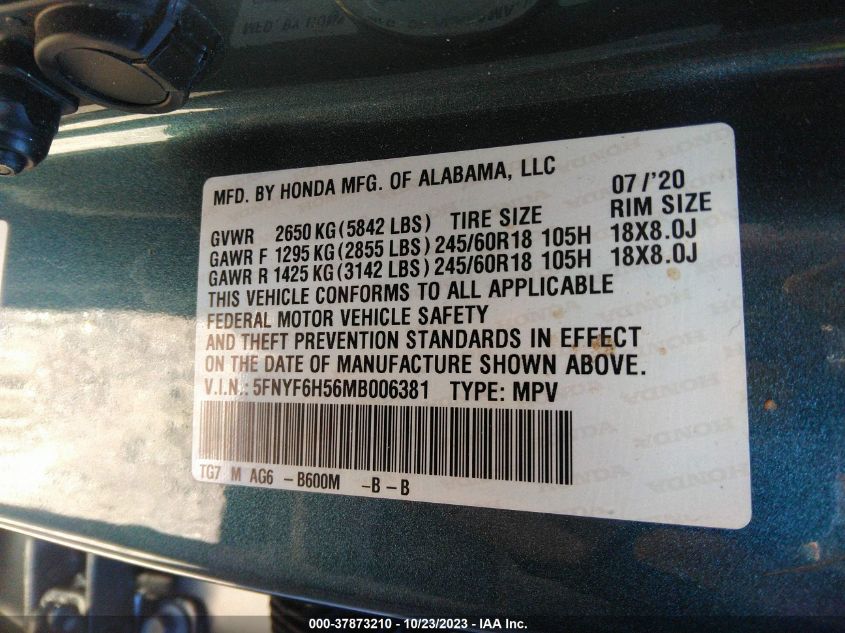 MFD. BY HONDA MFG. OF ALABAMA, LLC 07/'20
GVWR 2650 KG (5842 LBS) TIRE SIZE RIM SIZE
GAWR F 1295 KG (2855 LBS) 245/60R18 105H 18X8.0J
GAWR R 1425 KG (3142 LBS) 245/60R18 105H 18X8.0J
THIS VEHICLE CONFORMS TO ALL APPLICABLE
FEDERAL MOTOR VEHICLE SAFETY
AND THEFT PREVENTION STANDARDS IN EFFECT
ON THE DATE OF MANUFACTURE SHOWN ABOVE.
V.I.N.: 5FNYF6H56MB006381 TYPE: MPV
TG7 M AG6 -B600M -B-B
000-37873210 - 10/23/2023 - IAA Inc.